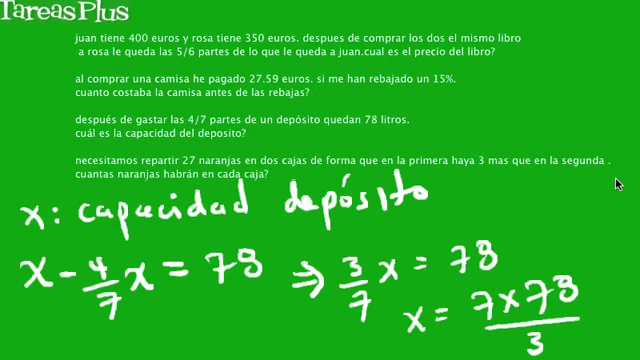 TareasPlus
juan tiene 400 euros y rosa tiene 350 euros. despues de comprar los dos el mismo libro
a rosa le queda las 5/6 partes de lo que le queda a juan.cual es el precio del libro?
al comprar una camisa he pagado 27.59 euros. si me han rebajado un 15%.
cuanto costaba la camisa antes de las rebajas?
después de gastar las 4/7 partes de un depósito quedan 78 litros.
cuál es la capacidad del deposito?
necesitamos repartir 27 naranjas en dos cajas de forma que en la primera haya 3 mas que en la segunda .
cuantas naranjas habrán en cada caja?
x: capacidad depósito
x - 4/7 x = 78 ⇒ 3/7 x = 78
x = 7x78/3